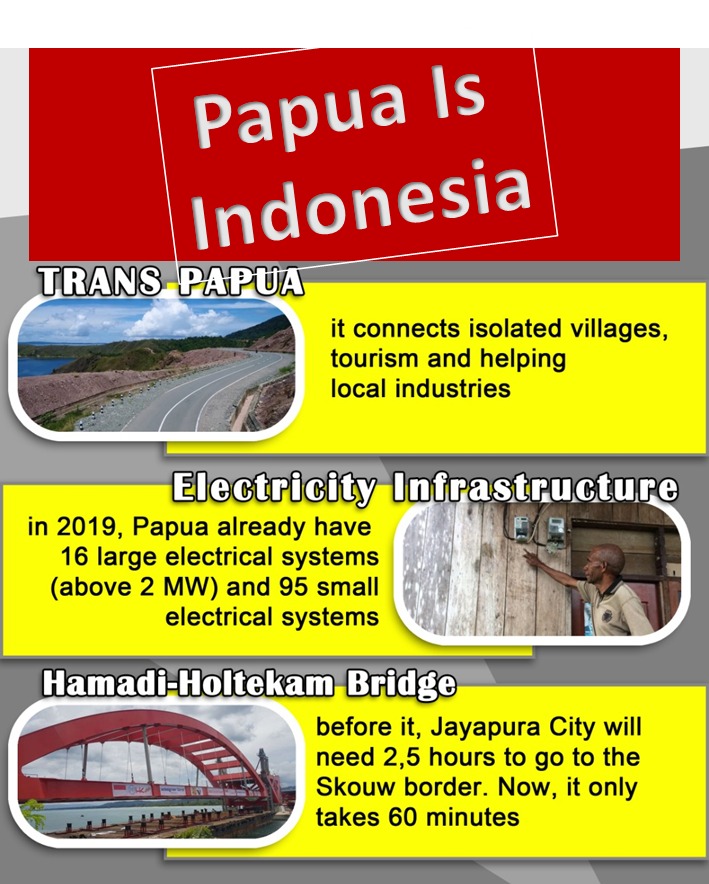 Papua Is
Indonesia
TRANS PAPUA
it connects isolated villages,
tourism and helping
local industries
Electricity Infrastructure
in 2019, Papua already have
16 large electrical systems
(above 2 MW) and 95 small
electrical systems
Hamadi-Holtekam Bridge
before it, Jayapura City will
need 2,5 hours to go to the
Skouw border. Now, it only
takes 60 minutes